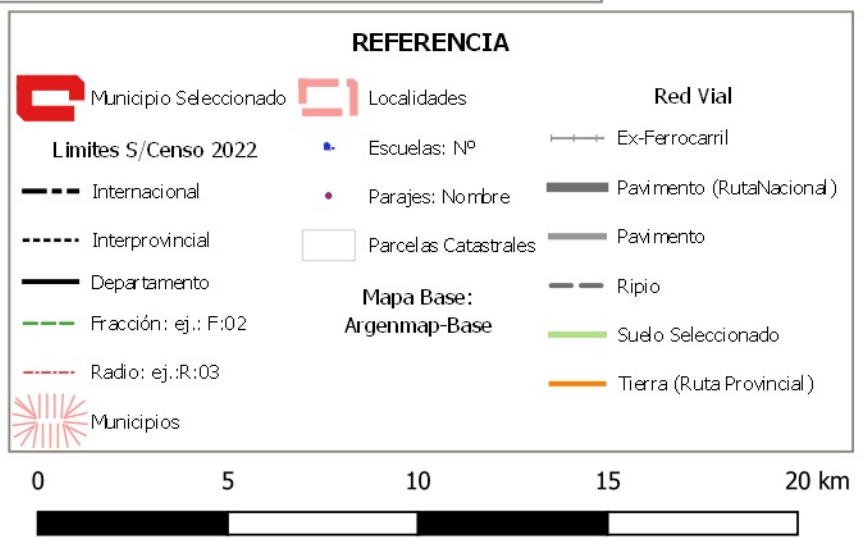 REFERENCIA
Municipio Seleccionado
Limites S/Censo 2022
Internacional
Interprovincial
Departamento
Fracción: ej.: F:02
Radio: ej.:R:03
Municipios
Localidades
Escuelas: Nº
Parajes: Nombre
Parcelas Catastrales
Mapa Base:
Argenmap-Base
Red Vial
Ex-Ferrocarril
Pavimento (RutaNacional)
Pavimento
Ripio
Suelo Seleccionado
Tierra (Ruta Provincial)
0 5 10 15 20 km